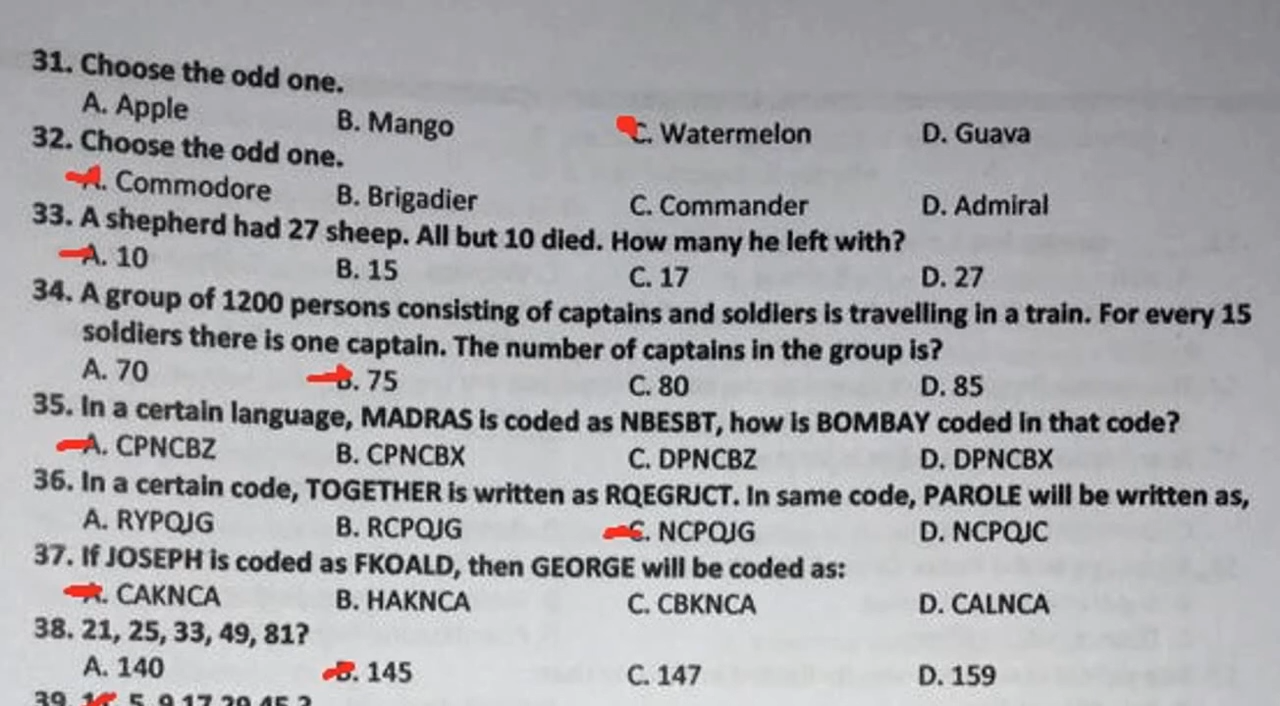 31. Choose the odd one.
A. Apple B. Mango C. Watermelon D. Guava
32. Choose the odd one.
A. Commodore B. Brigadier C. Commander D. Admiral
33. A shepherd had 27 sheep. All but 10 died. How many he left with?
A. 10 B. 15 C. 17 D. 27
34. A group of 1200 persons consisting of captains and soldiers is travelling in a train. For every 15
soldiers there is one captain. The number of captains in the group is?
A. 70 B. 75 C. 80 D. 85
35. In a certain language, MADRAS is coded as NBESBT, how is BOMBAY coded in that code?
A. CPNCBZ B. CPNCBX C. DPNCBZ D. DPNCBX
36. In a certain code, TOGETHER is written as RQEGRJCT. In same code, PAROLE will be written as,
A. RYPQJG B. RCPQJG C. NCPQJG D. NCPQJC
37. If JOSEPH is coded as FKOALD, then GEORGE will be coded as:
A. CAKNCA B. HAKNCA C. CBKNCA D. CALNCA
38. 21, 25, 33, 49, 81?
A. 140 B. 145 C. 147 D. 159
39. 5, 9 17 29 45 ?